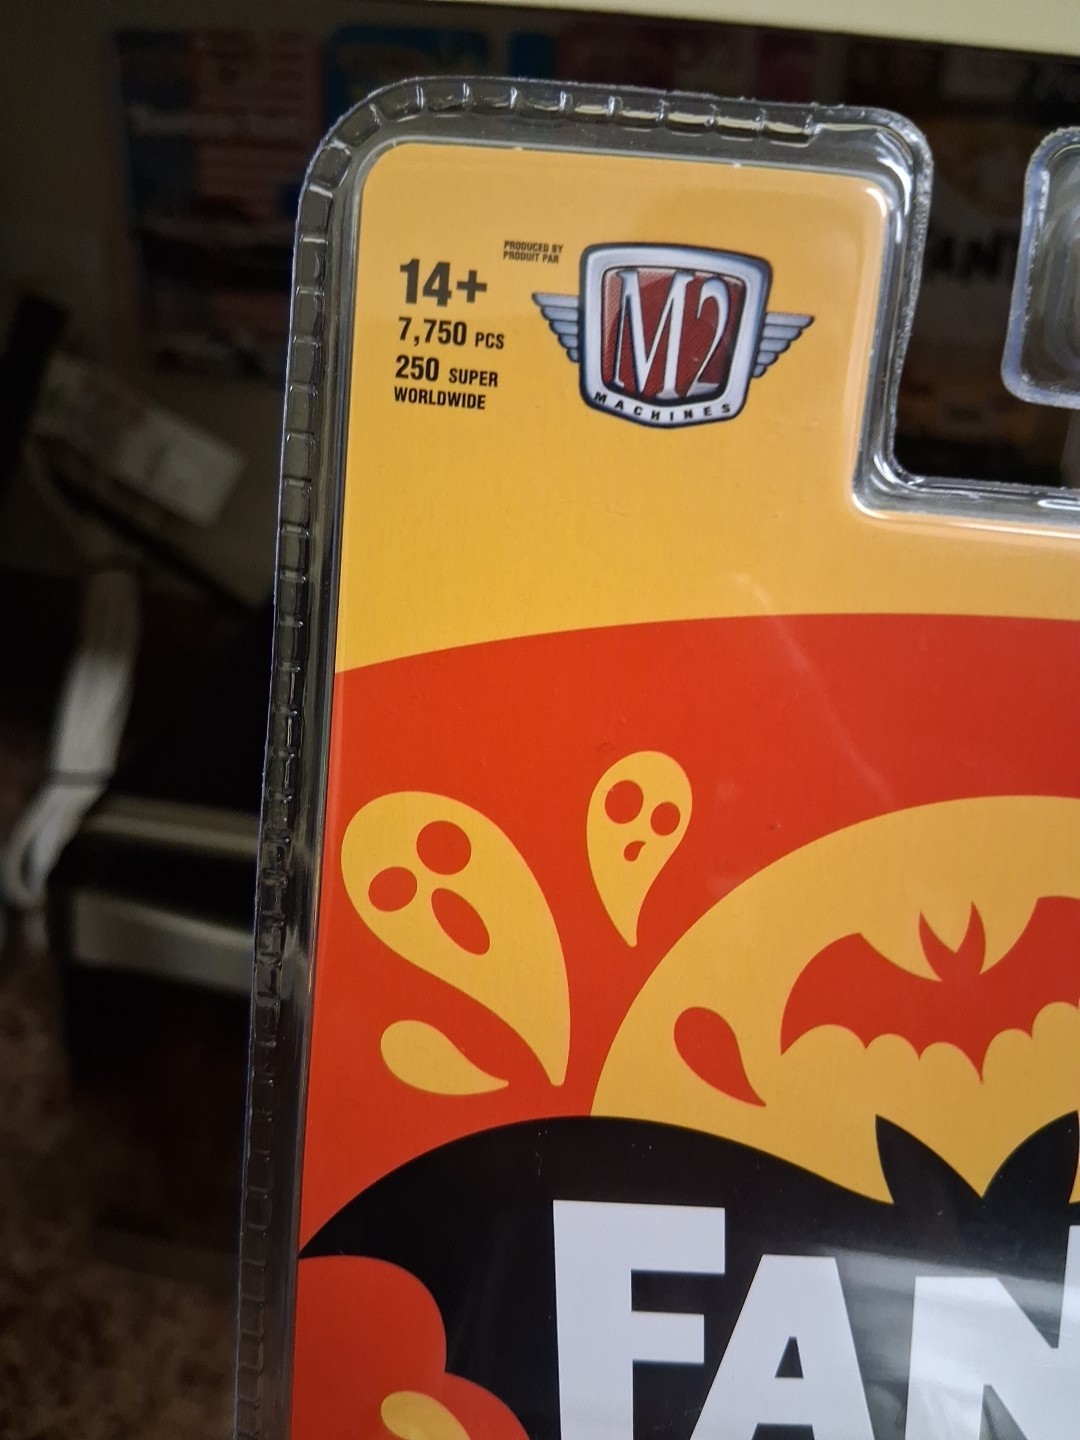 PRODUCED BY
PRODUIT PAR
14+
7,750 PCS
250 SUPER
WORLDWIDE
M2
MACHINES
FAN